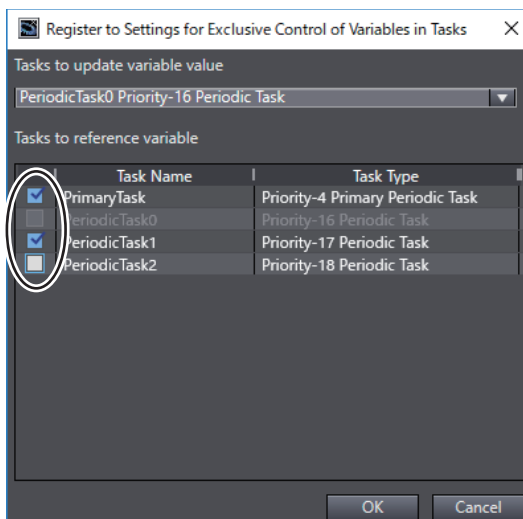 Register to Settings for Exclusive Control of Variables in Tasks
Tasks to update variable value
PeriodicTask0 Priority-16 Periodic Task
Tasks to reference variable
Task Name Task Type
PrimaryTask Priority-4 Primary Periodic Task
PeriodicTask0 Priority-16 Periodic Task
PeriodicTask1 Priority-17 Periodic Task
PeriodicTask2 Priority-18 Periodic Task
OK Cancel